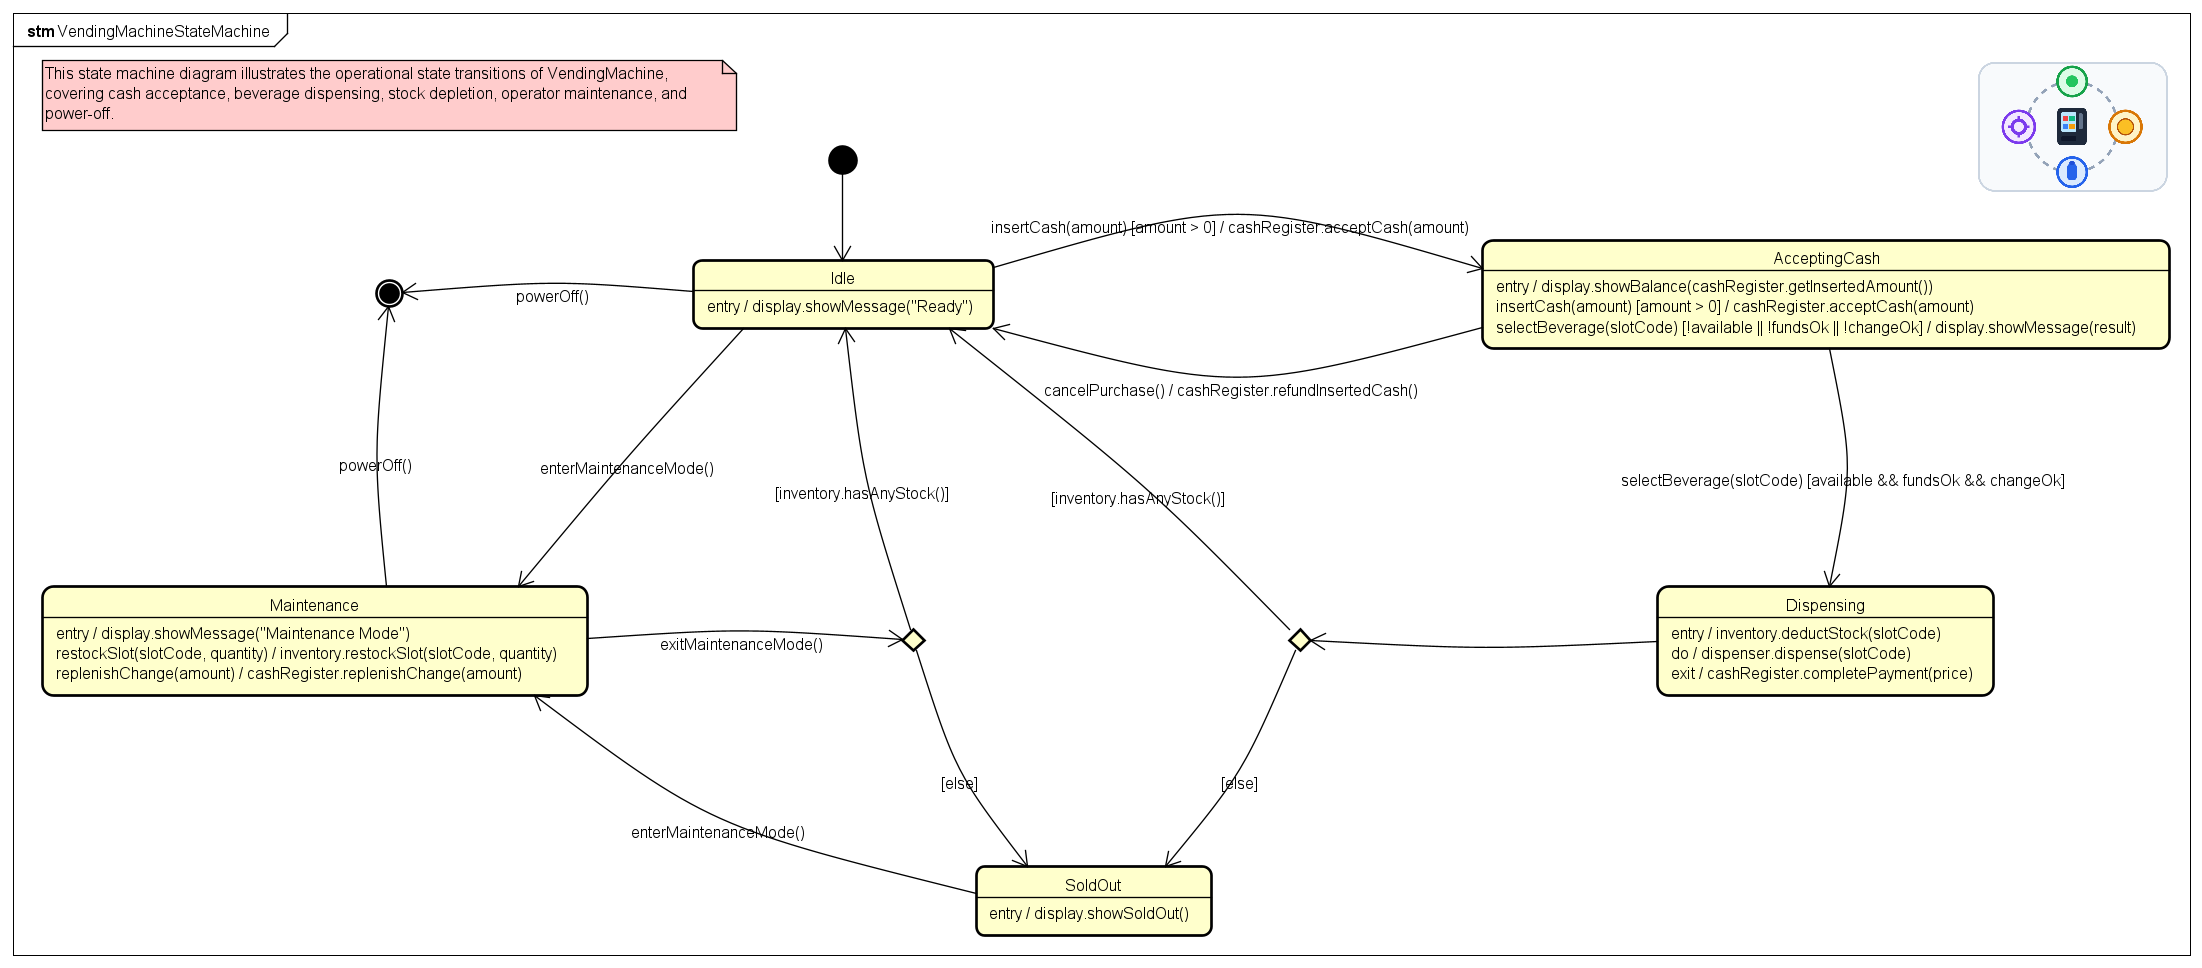 stm VendingMachineStateMachine
This state machine diagram illustrates the operational state transitions of VendingMachine,
covering cash acceptance, beverage dispensing, stock depletion, operator maintenance, and
power-off.
insertCash(amount) [amount > 0] / cashRegister.acceptCash(amount)
Idle
entry / display.showMessage("Ready")
powerOff()
AcceptingCash
entry / display.showBalance(cashRegister.getInsertedAmount())
insertCash(amount) [amount > 0] / cashRegister.acceptCash(amount)
selectBeverage(slotCode) [!available || !fundsOk || !changeOk] / display.showMessage(result)
cancelPurchase() / cashRegister.refundInsertedCash()
powerOff()
enterMaintenanceMode()
[inventory.hasAnyStock()]
[inventory.hasAnyStock()]
selectBeverage(slotCode) [available && fundsOk && changeOk]
Maintenance
entry / display.showMessage("Maintenance Mode")
restockSlot(slotCode, quantity) / inventory.restockSlot(slotCode, quantity)
replenishChange(amount) / cashRegister.replenishChange(amount)
exitMaintenanceMode()
Dispensing
entry / inventory.deductStock(slotCode)
do / dispenser.dispense(slotCode)
exit / cashRegister.completePayment(price)
[else]
[else]
enterMaintenanceMode()
SoldOut
entry / display.showSoldOut()